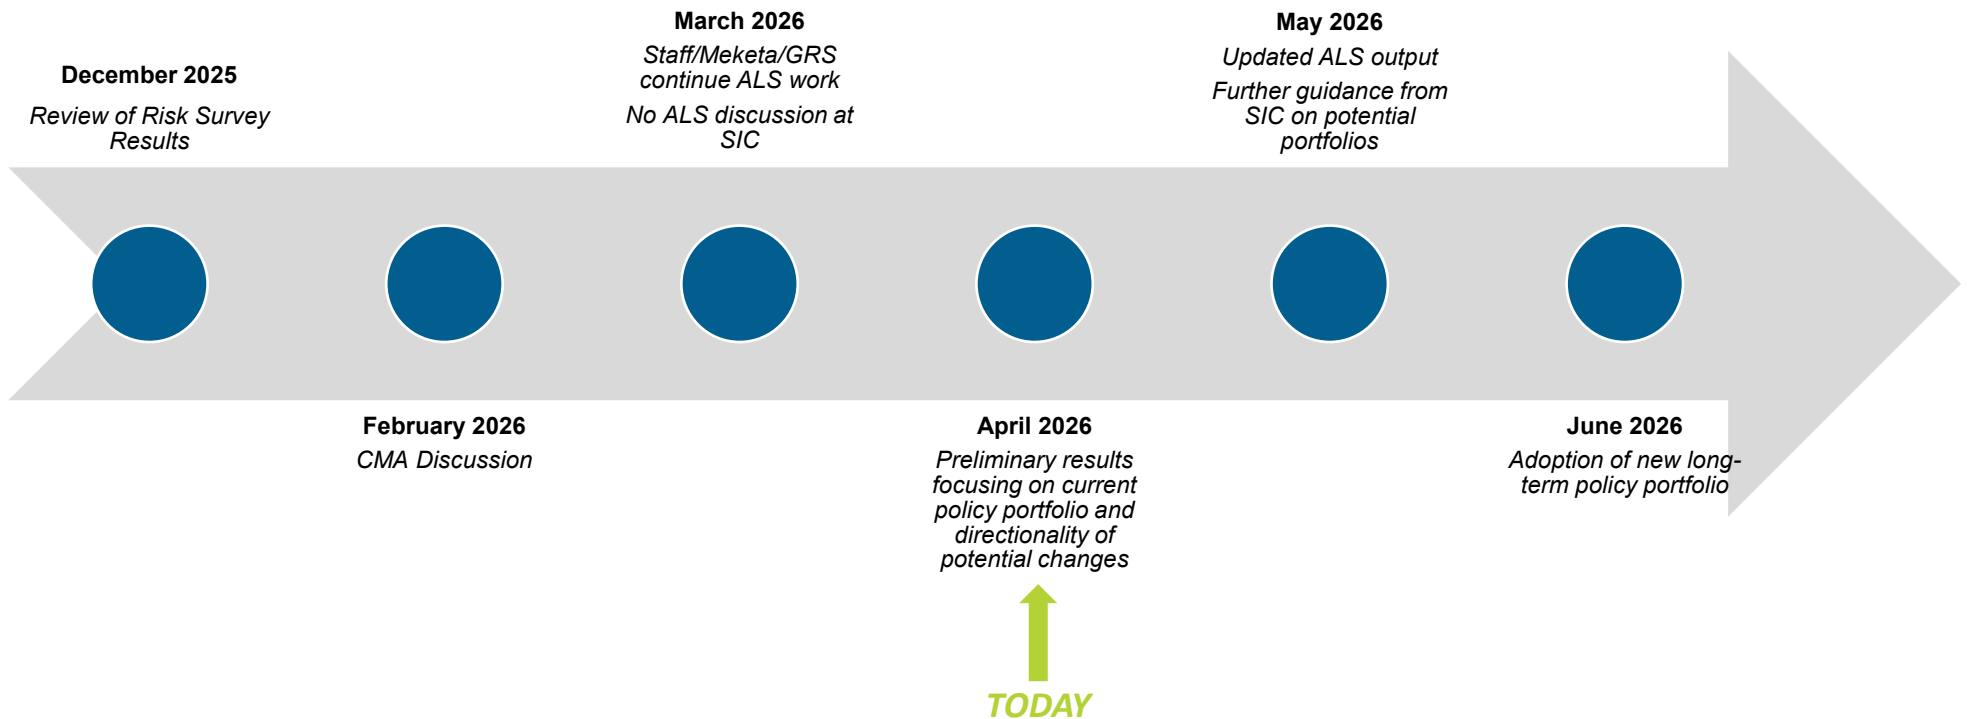 December 2025
Review of Risk Survey
Results
February 2026
CMA Discussion
March 2026
Staff/Meketa/GRS
continue ALS work
No ALS discussion at
SIC
April 2026
Preliminary results
focusing on current
policy portfolio and
directionality of
potential changes
TODAY
May 2026
Updated ALS output
Further guidance from
SIC on potential
portfolios
June 2026
Adoption of new long-
term policy portfolio